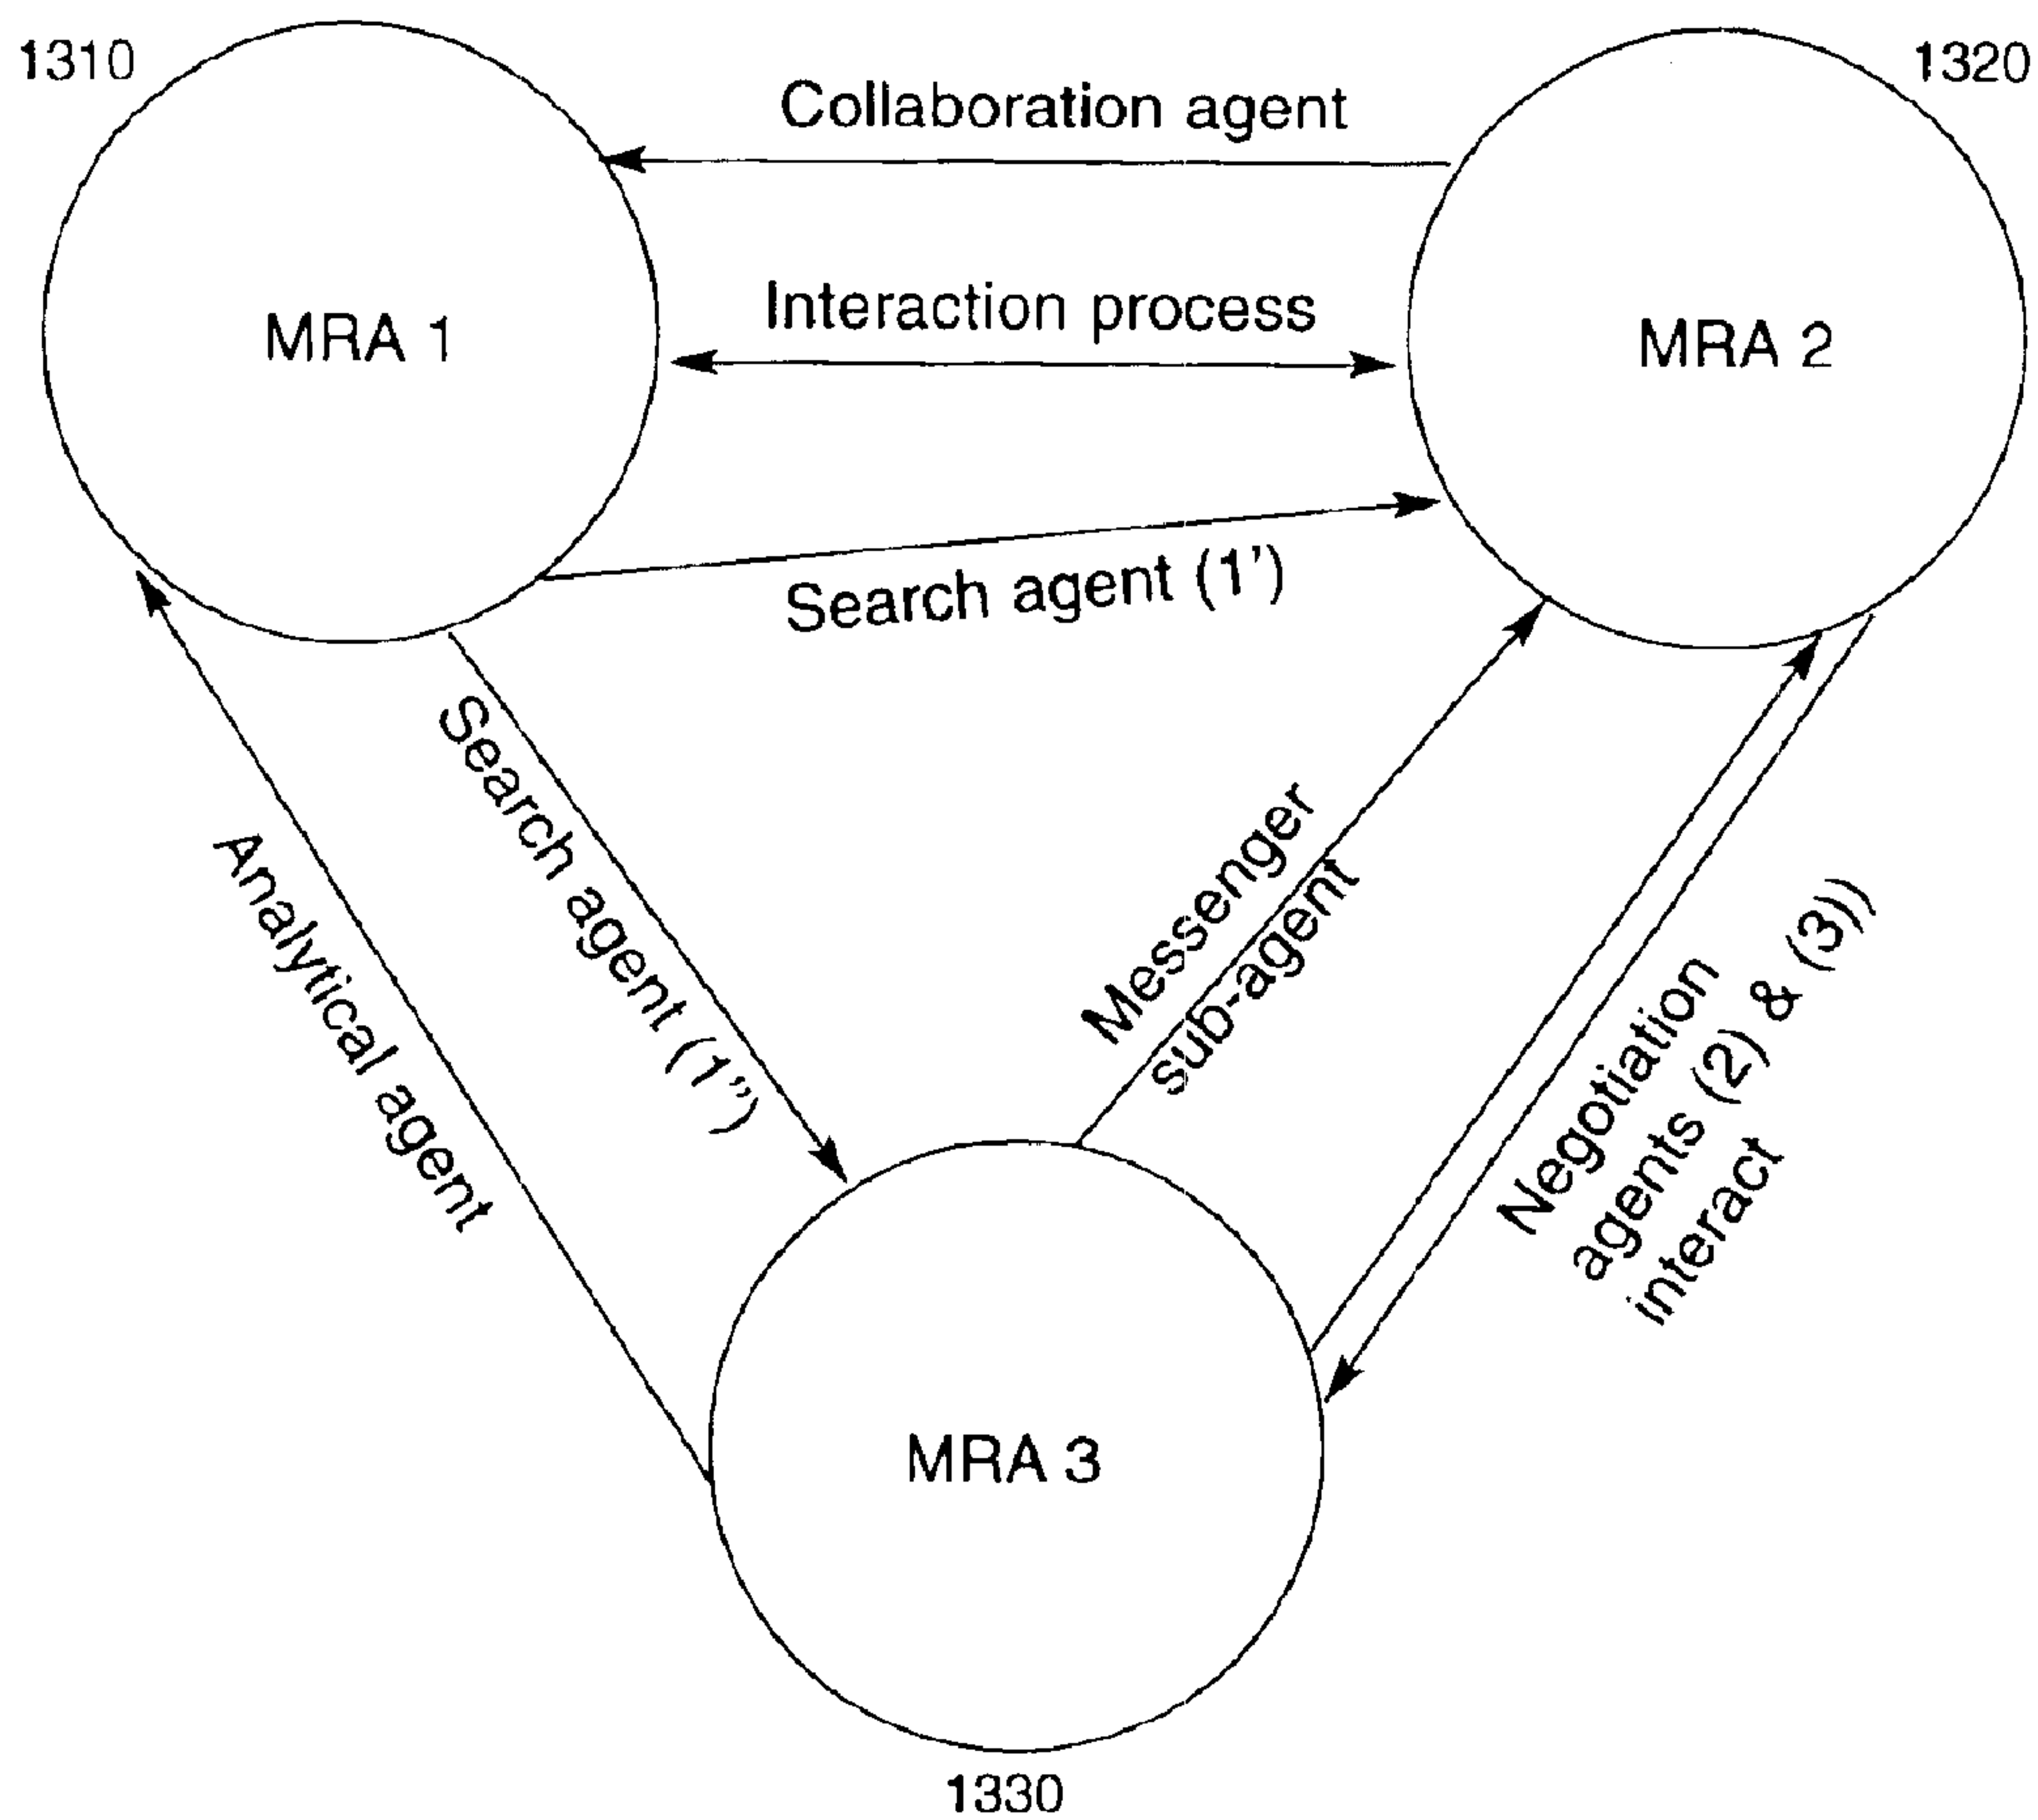 1310
1320
Collaboration agent
Interaction process
MRA 1
MRA 2
Search agent (1')
Search agent (1")
Analytical agent
Messenger
sub-agent
Negotiation
agents (2) & (3))
interact
MRA 3
1330